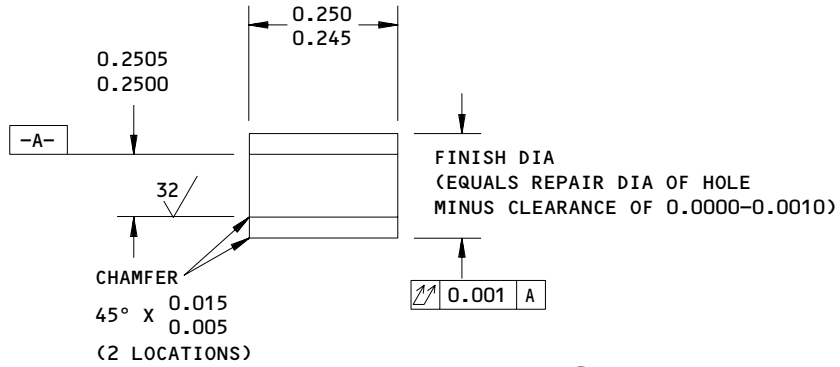 0.250
0.245
0.2505
0.2500
-A-
FINISH DIA
(EQUALS REPAIR DIA OF HOLE
MINUS CLEARANCE OF 0.0000-0.0010)
32
CHAMFER
45° X 0.015
0.005
(2 LOCATIONS)
0.001 A